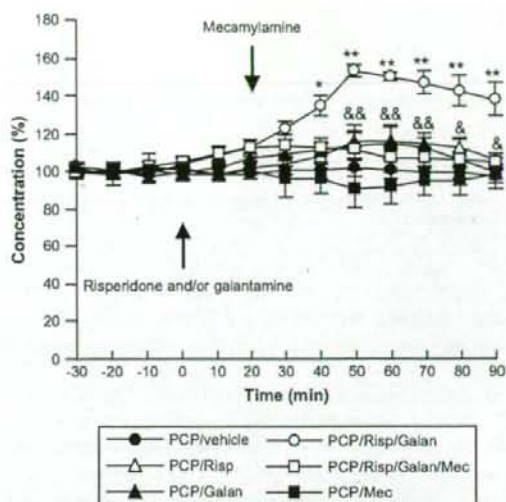 Mecamylamine
180
160
140
120
100
80
60
40
20
0
Concentration (%)
* ** ** ** ** **
&& && && & &
Risperidone and/or galantamine
-30 -20 -10 0 10 20 30 40 50 60 70 80 90
Time (min)
PCP/vehicle PCP/Risp/Galan
PCP/Risp PCP/Risp/Galan/Mec
PCP/Galan PCP/Mec